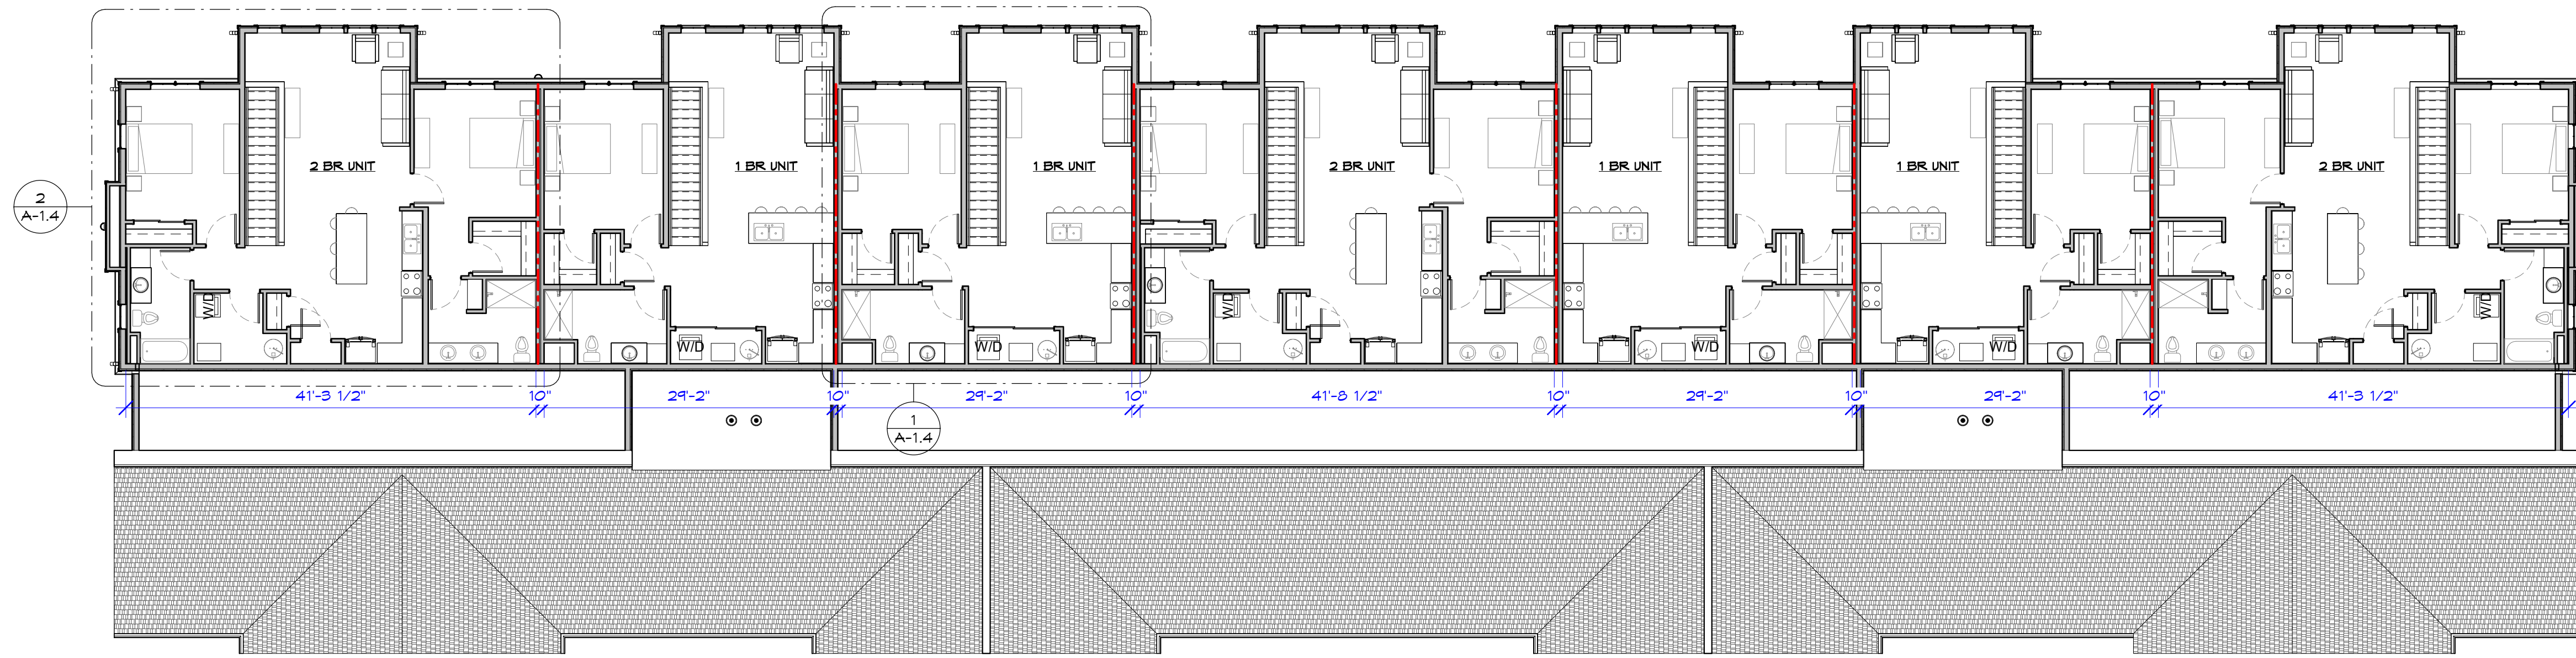 2 BR UNIT
1 BR UNIT
1 BR UNIT
2 BR UNIT
1 BR UNIT
1 BR UNIT
2 BR UNIT
2
A-1.4
W/D
W/D
W/D
W/D
W/D
W/D
W/D
41'-3 1/2"
10"
29'-2"
10"
29'-2"
10"
41'-8 1/2"
10"
29'-2"
10"
29'-2"
10"
41'-3 1/2"
1
A-1.4